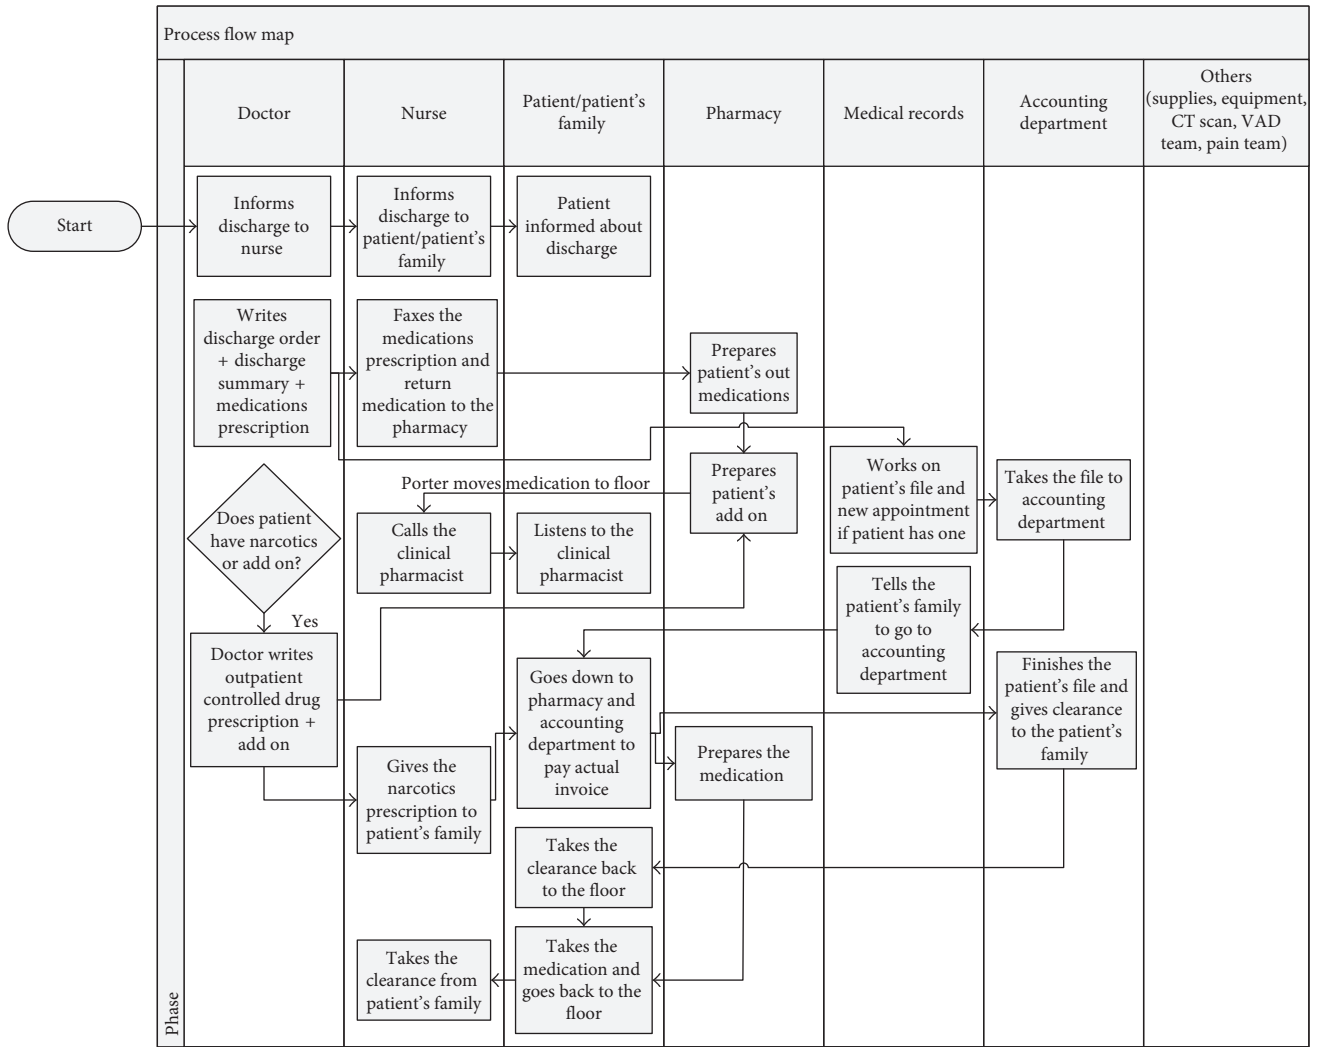 Process flow map
Doctor
Nurse
Patient/patient's
family
Pharmacy
Medical records
Accounting
department
Others
(supplies, equipment,
CT scan, VAD
team, pain team)
Start
Informs
discharge to
nurse
Informs
discharge to
patient/patient's
family
Patient
informed about
discharge
Writes
discharge order
+ discharge
summary +
medications
prescription
Faxes the
medications
prescription and
return
medication to the
pharmacy
Prepares
patient's out
medications
Does patient
have narcotics
or add on?
Porter moves medication to floor
Calls the
clinical
pharmacist
Listens to the
clinical
pharmacist
Prepares
patient's
add on
Works on
patient's file and
new appointment
if patient has one
Takes the file to
accounting
department
Yes
Doctor writes
outpatient
controlled drug
prescription +
add on
Tells the
patient's family
to go to
accounting
department
Goes down to
pharmacy and
accounting
department to
pay actual
invoice
Finishes the
patient's file and
gives clearance
to the patient's
family
Gives the
narcotics
prescription to
patient's family
Prepares the
medication
Takes the
clearance back
to the floor
Takes the
clearance from
patient's family
Takes the
medication and
goes back to the
floor
Phase